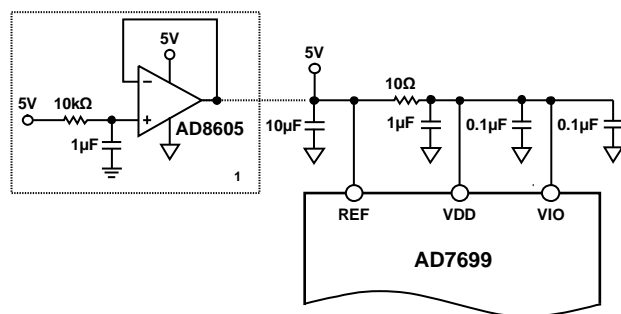 5V
5V
5V
10kΩ
10Ω
–
+
AD8605
1µF
10µF
1µF
0.1µF
0.1µF
1
REF
VDD
VIO
AD7699